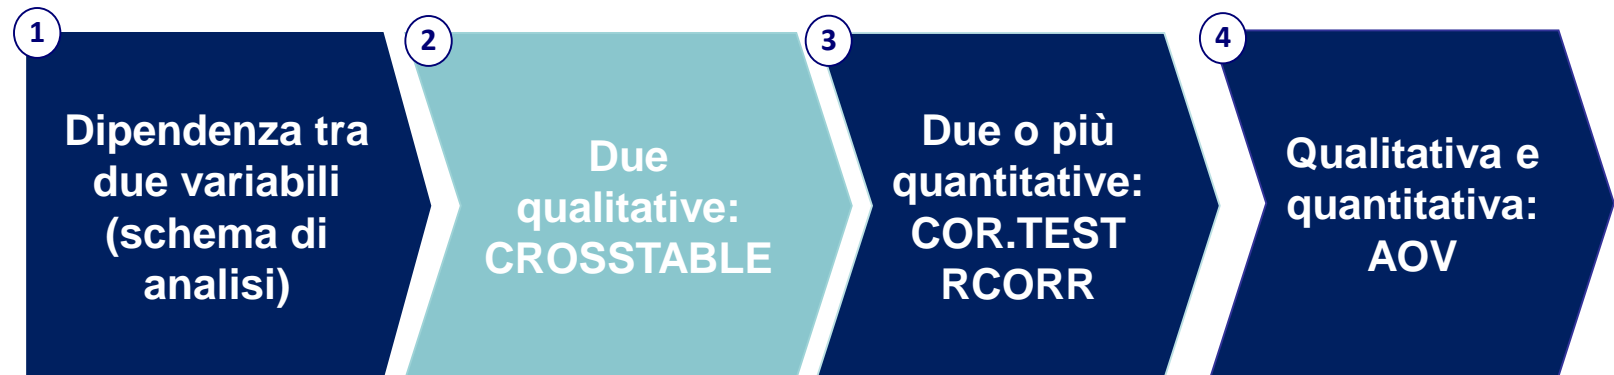 1
Dipendenza tra
due variabili
(schema di
analisi)
2
Due
qualitative:
CROSSTABLE
3
Due o più
quantitative:
COR.TEST
RCORR
4
Qualitativa e
quantitativa:
AOV